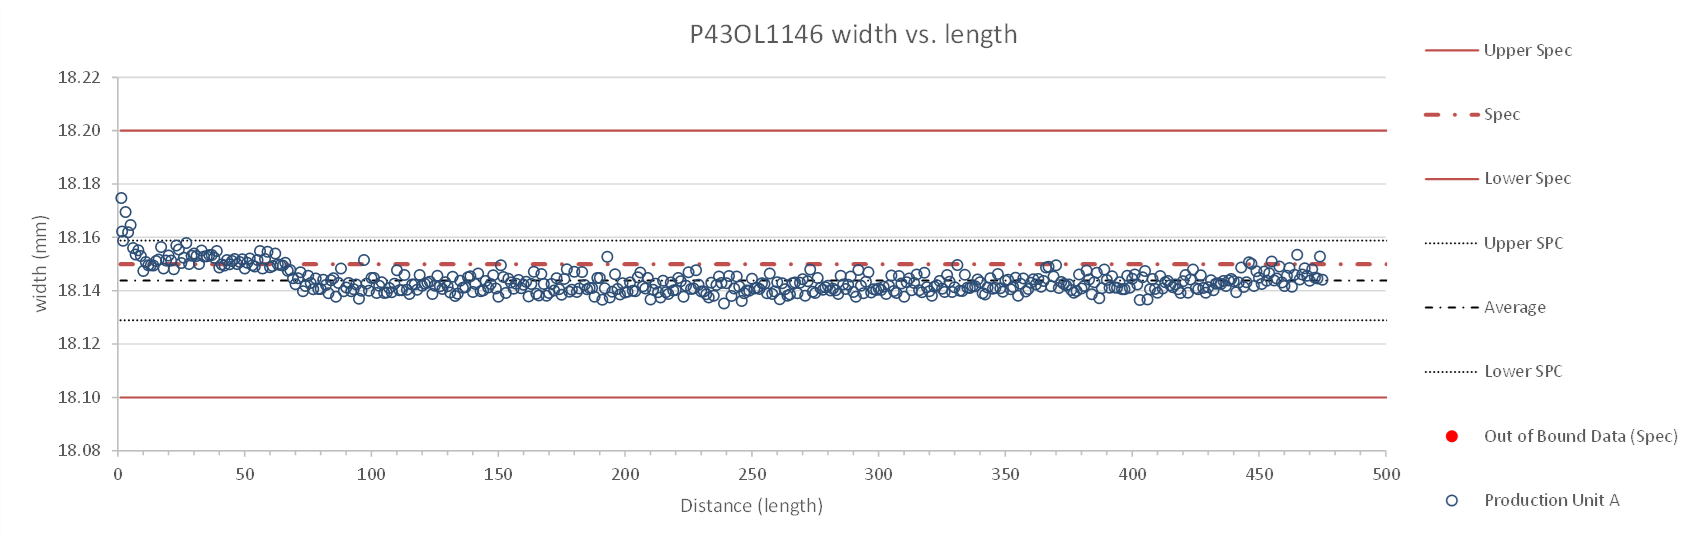 P43OL1146 width vs. length
18.22
18.20
18.18
18.16
18.14
18.12
18.10
18.08
width (mm)
0 50 100 150 200 250 300 350 400 450 500
Distance (length)
Upper Spec
Spec
Lower Spec
Upper SPC
Average
Lower SPC
Out of Bound Data (Spec)
Production Unit A